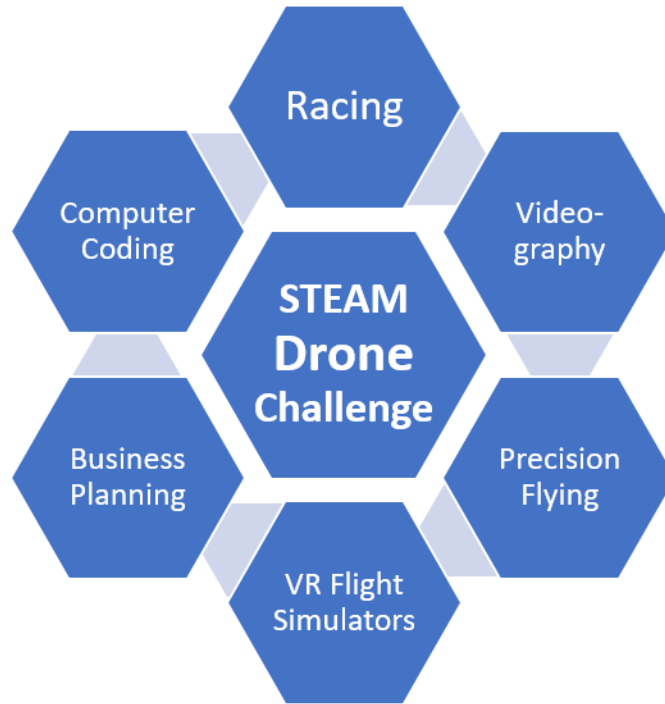 Racing
Video-
graphy
Precision
Flying
VR Flight
Simulators
Business
Planning
Computer
Coding
STEAM
Drone
Challenge